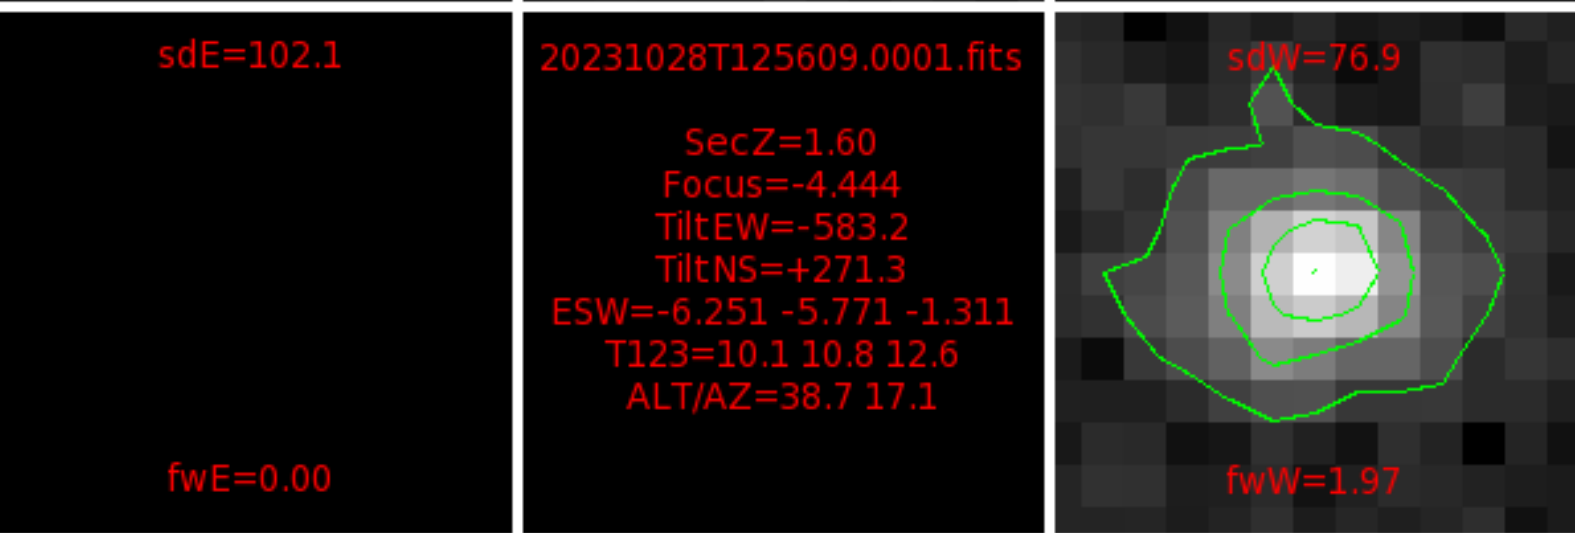 sdE=102.1
fwE=0.00
20231028T125609.0001.fits
SecZ=1.60
Focus=-4.444
TiltEW=-583.2
TiltNS=+271.3
ESW=-6.251 -5.771 -1.311
T123=10.1 10.8 12.6
ALT/AZ=38.7 17.1
sdW=76.9
fwW=1.97